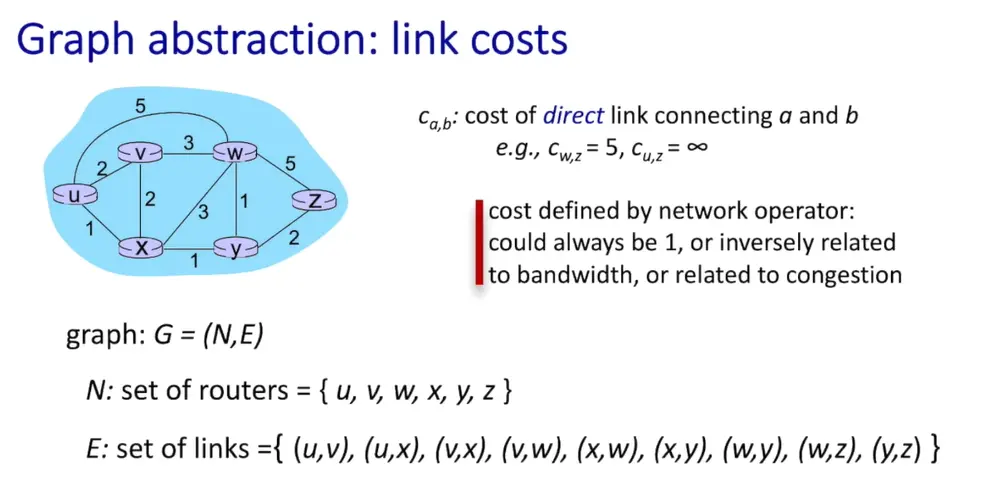 Graph abstraction: link costs
5
v
3
w
2
5
u
2
z
3
1
1
2
x
y
1
c_{a,b}: cost of direct link connecting a and b
e.g., c_{w,z} = 5, c_{u,z} = ∞
cost defined by network operator:
could always be 1, or inversely related
to bandwidth, or related to congestion
graph: G = (N,E)
N: set of routers = { u, v, w, x, y, z }
E: set of links ={ (u,v), (u,x), (v,x), (v,w), (x,w), (x,y), (w,y), (w,z), (y,z) }